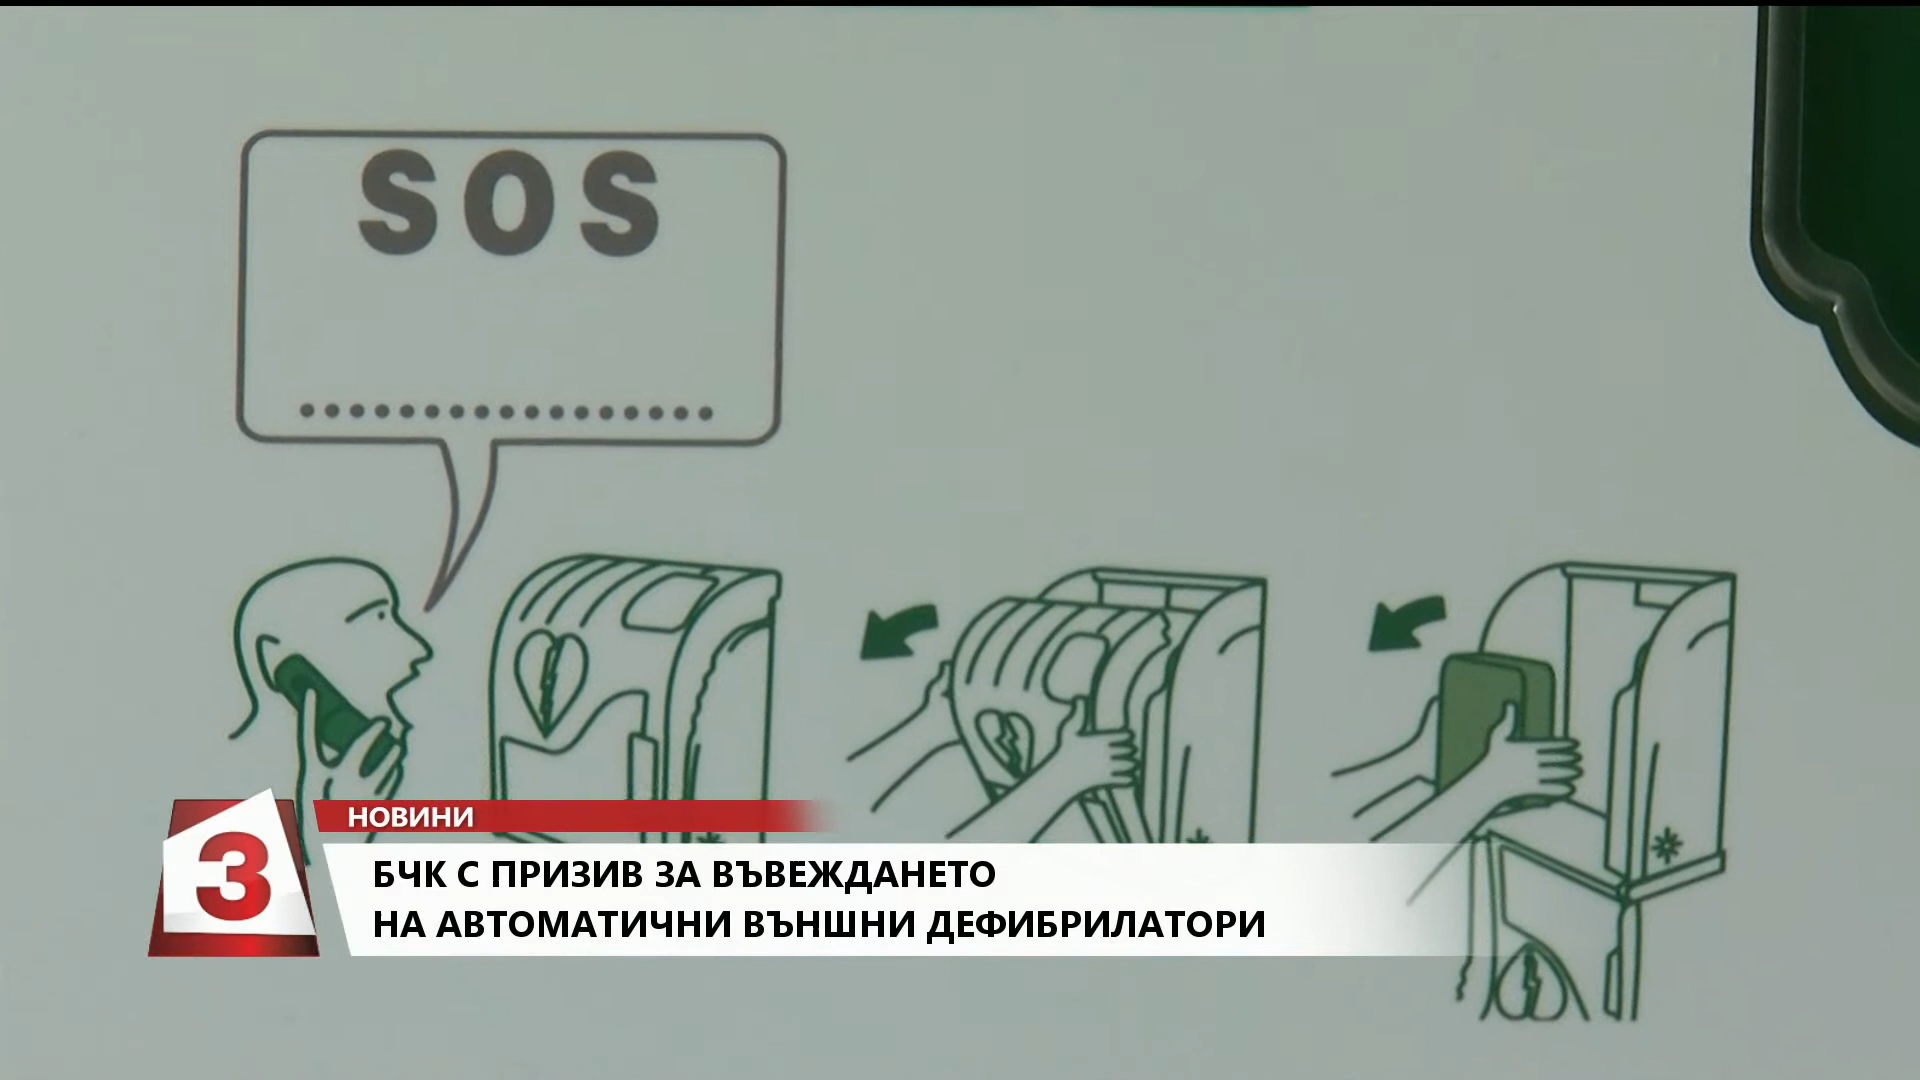 SOS
НОВИНИ
3
БЧК С ПРИЗИВ ЗА ВЪВЕЖДАНЕТО
НА АВТОМАТИЧНИ ВЪНШНИ ДЕФИБРИЛАТОРИ